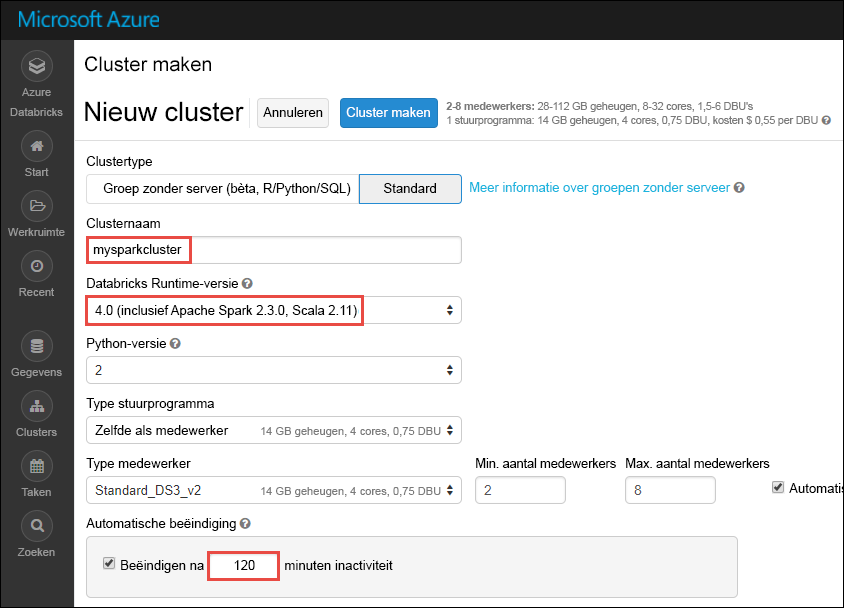 Microsoft Azure
Azure
Databricks
Start
Werkruimte
Recent
Gegevens
Clusters
Taken
Zoeken
Cluster maken
Nieuw cluster
Annuleren
Cluster maken
2-8 medewerkers: 28-112 GB geheugen, 8-32 cores, 1,5-6 DBU's
1 stuurprogramma: 14 GB geheugen, 4 cores, 0,75 DBU, kosten $ 0,55 per DBU ?
Clustertype
Groep zonder server (bèta, R/Python/SQL) Standard Meer informatie over groepen zonder serveer ?
Clusternaam
mysparkcluster
Databricks Runtime-versie ?
4.0 (inclusief Apache Spark 2.3.0, Scala 2.11)
Python-versie ?
2
Type stuurprogramma
Zelfde als medewerker 14 GB geheugen, 4 cores, 0,75 DBU
Type medewerker Min. aantal medewerkers Max. aantal medewerkers
Standard_DS3_v2 14 GB geheugen, 4 cores, 0,75 DBU 2 8 Automatis
Automatische beëindiging ?
Beëindigen na 120 minuten inactiviteit